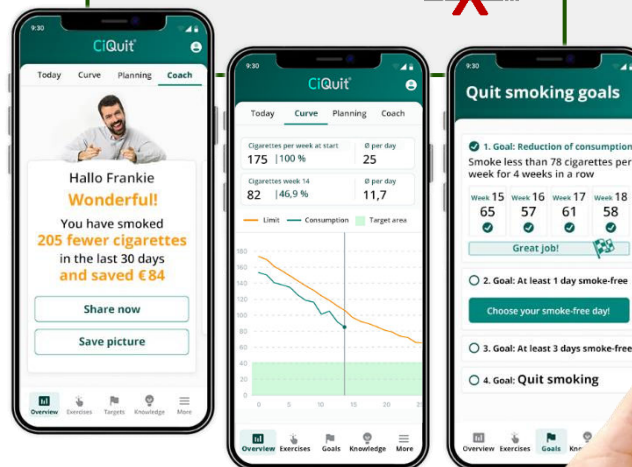 9:30
CiQuit
Today Curve Planning Coach
Hallo Frankie
Wonderful!
You have smoked
205 fewer cigarettes
in the last 30 days
and saved €84
Share now
Save picture
Overview Exercises Targets Knowledge More
9:30
CiQuit
Today Curve Planning Coach
Cigarettes per week at start Ø per day
175 |100 % 25
Cigarettes week 14 Ø per day
82 |46,9 % 11,7
Limit Consumption Target area
180
160
140
120
100
80
60
40
20
0
0 5 10 15 20 25
Overview Exercises Goals Knowledge More
9:30
Quit smoking goals
1. Goal: Reduction of consumption
Smoke less than 78 cigarettes per
week for 4 weeks in a row
Week 15 Week 16 Week 17 Week 18
65 57 61 58
Great job!
2. Goal: At least 1 day smoke-free
Choose your smoke-free day!
3. Goal: At least 3 days smoke-free
4. Goal: Quit smoking
Overview Exercises Goals